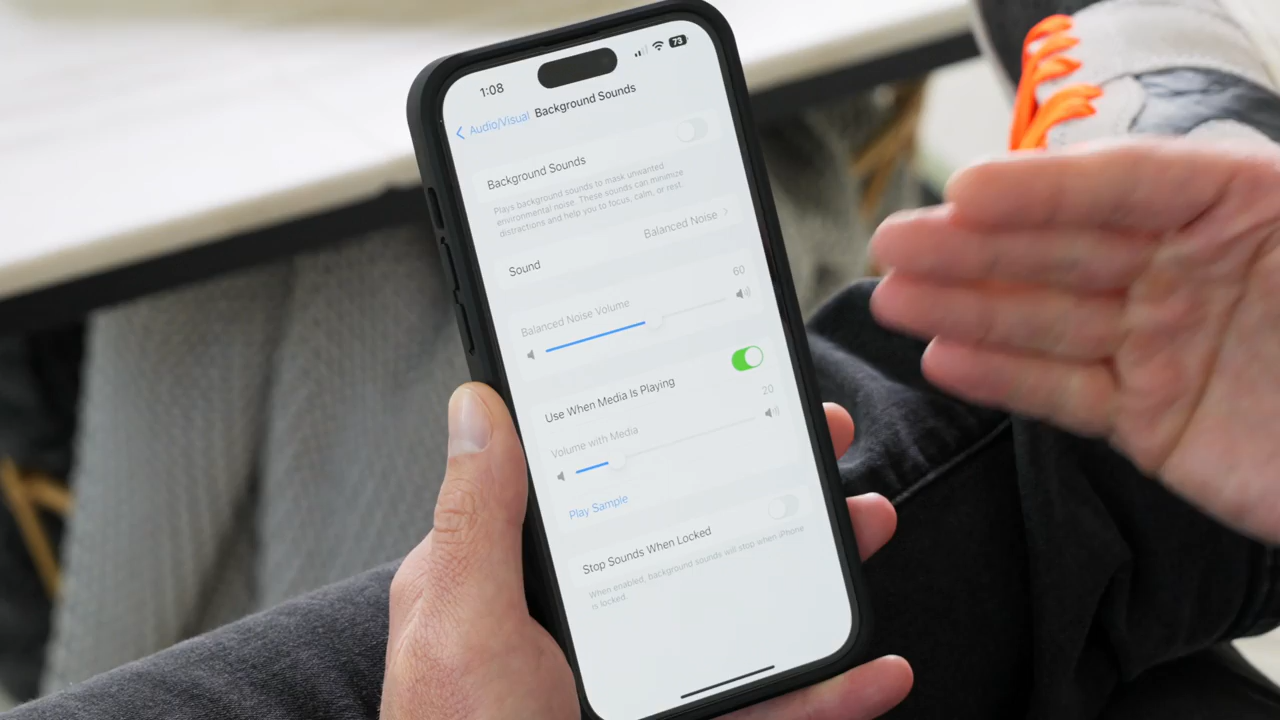 1:08
73
Audio/Visual Background Sounds
Background Sounds
Plays background sounds to mask unwanted
environmental noise. These sounds can minimize
distractions and help you to focus, calm, or rest.
Sound Balanced Noise
Balanced Noise Volume 60
Use When Media Is Playing
Volume with Media 20
Play Sample
Stop Sounds When Locked
When enabled, background sounds will stop when iPhone
is locked.